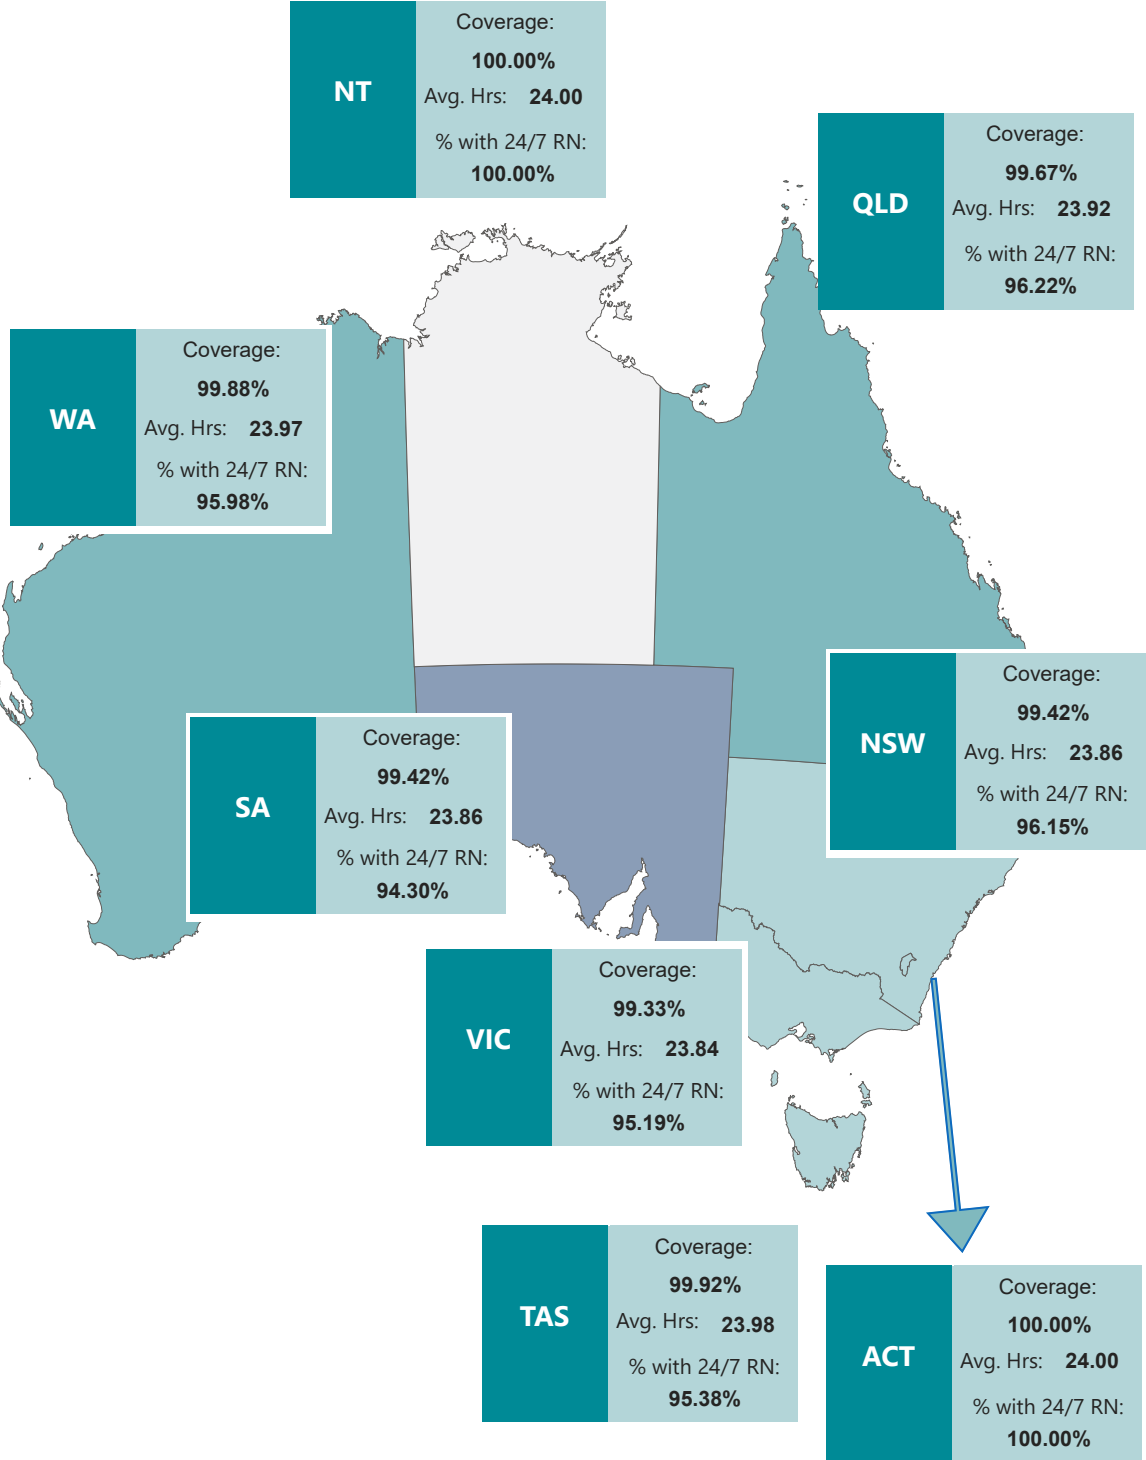 NT
Coverage:
100.00%
Avg. Hrs: 24.00
% with 24/7 RN:
100.00%
QLD
Coverage:
99.67%
Avg. Hrs: 23.92
% with 24/7 RN:
96.22%
WA
Coverage:
99.88%
Avg. Hrs: 23.97
% with 24/7 RN:
95.98%
NSW
Coverage:
99.42%
Avg. Hrs: 23.86
% with 24/7 RN:
96.15%
SA
Coverage:
99.42%
Avg. Hrs: 23.86
% with 24/7 RN:
94.30%
VIC
Coverage:
99.33%
Avg. Hrs: 23.84
% with 24/7 RN:
95.19%
TAS
Coverage:
99.92%
Avg. Hrs: 23.98
% with 24/7 RN:
95.38%
ACT
Coverage:
100.00%
Avg. Hrs: 24.00
% with 24/7 RN:
100.00%